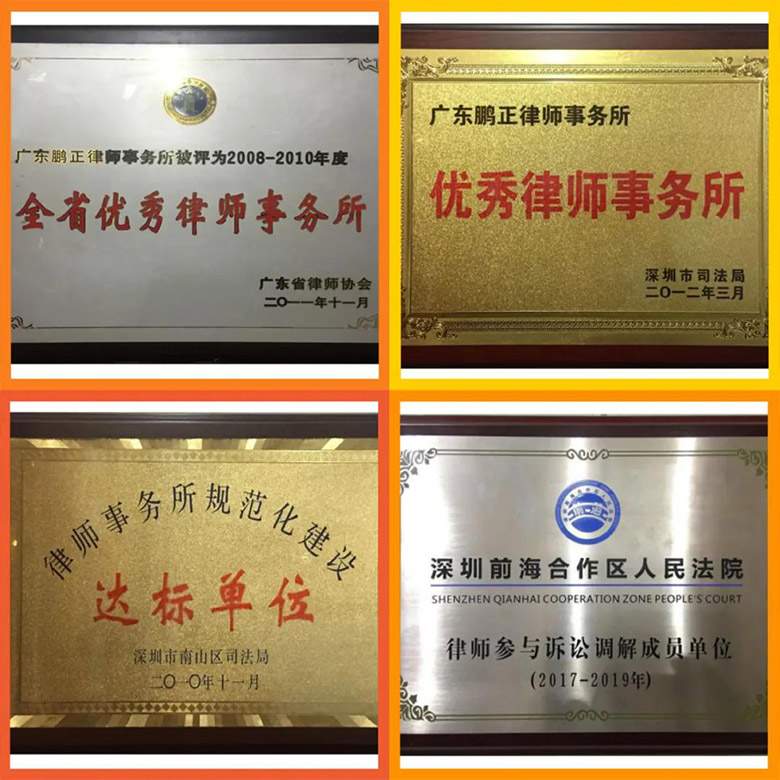 广东鹏正律师事务所被评为2008-2010年度
全省优秀律师事务所
广东省律师协会
二〇一一年十一月
广东鹏正律师事务所
优秀律师事务所
深圳市司法局
二〇一二年三月
律师事务所规范化建设
达标单位
深圳市南山区司法局
二〇一〇年十一月
深圳前海合作区人民法院
SHENZHEN QIANHAI COOPERATION ZONE PEOPLE'S COURT
律师参与诉讼调解成员单位
(2017-2019年)